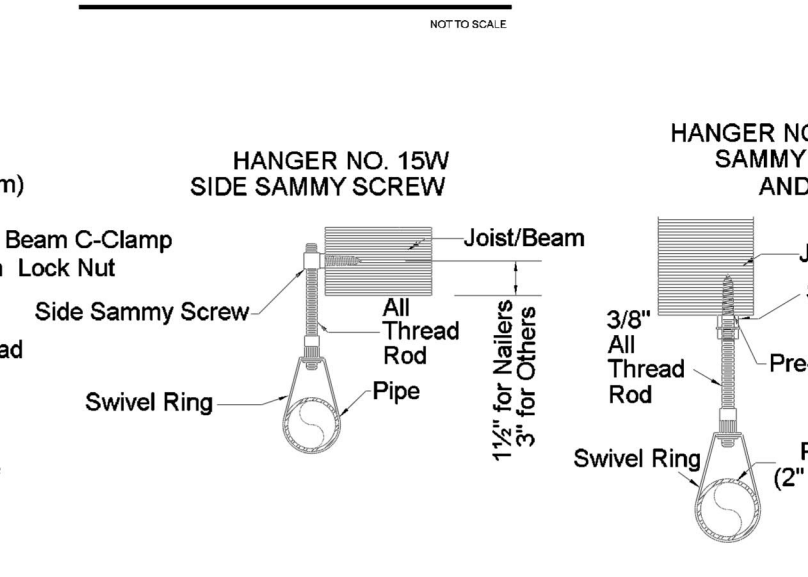 NOT TO SCALE
m)
Beam C-Clamp
Lock Nut
HANGER NO. 15W
SIDE SAMMY SCREW
Joist/Beam
Side Sammy Screw
All
Thread
Rod
Swivel Ring
Pipe
1½" for Nailers
3" for Others
HANGER NO
SAMMY
AND
3/8"
All
Thread
Rod
Pre-
Swivel Ring
(2"